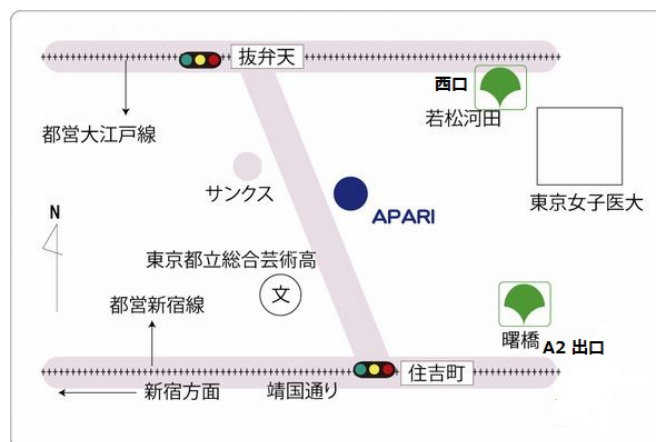 抜弁天
西口
若松河田
都営大江戸線
サンクス
東京女子医大
APARI
N
東京都立総合芸術高
文
都営新宿線
曙橋
A2 出口
住吉町
新宿方面
靖国通り